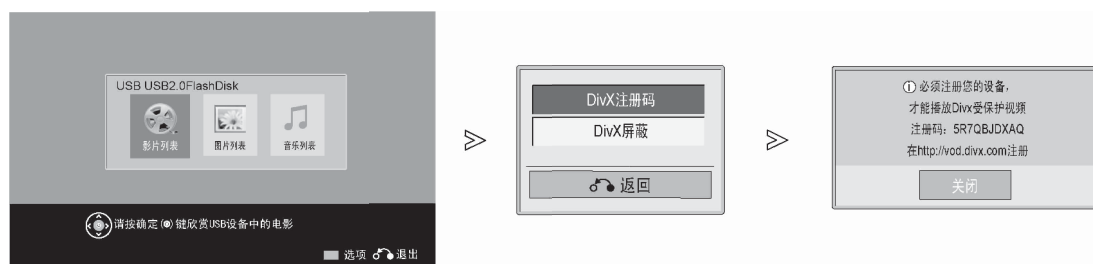 USB USB2.0FlashDisk
影片列表
图片列表
音乐列表
请按确定(◉)键欣赏USB设备中的电影
选项
退出
DivX注册码
DivX屏蔽
返回
ⓘ 必须注册您的设备，
才能播放Divx受保护视频
注册码：5R7QBJDXAQ
在http://vod.divx.com注册
关闭